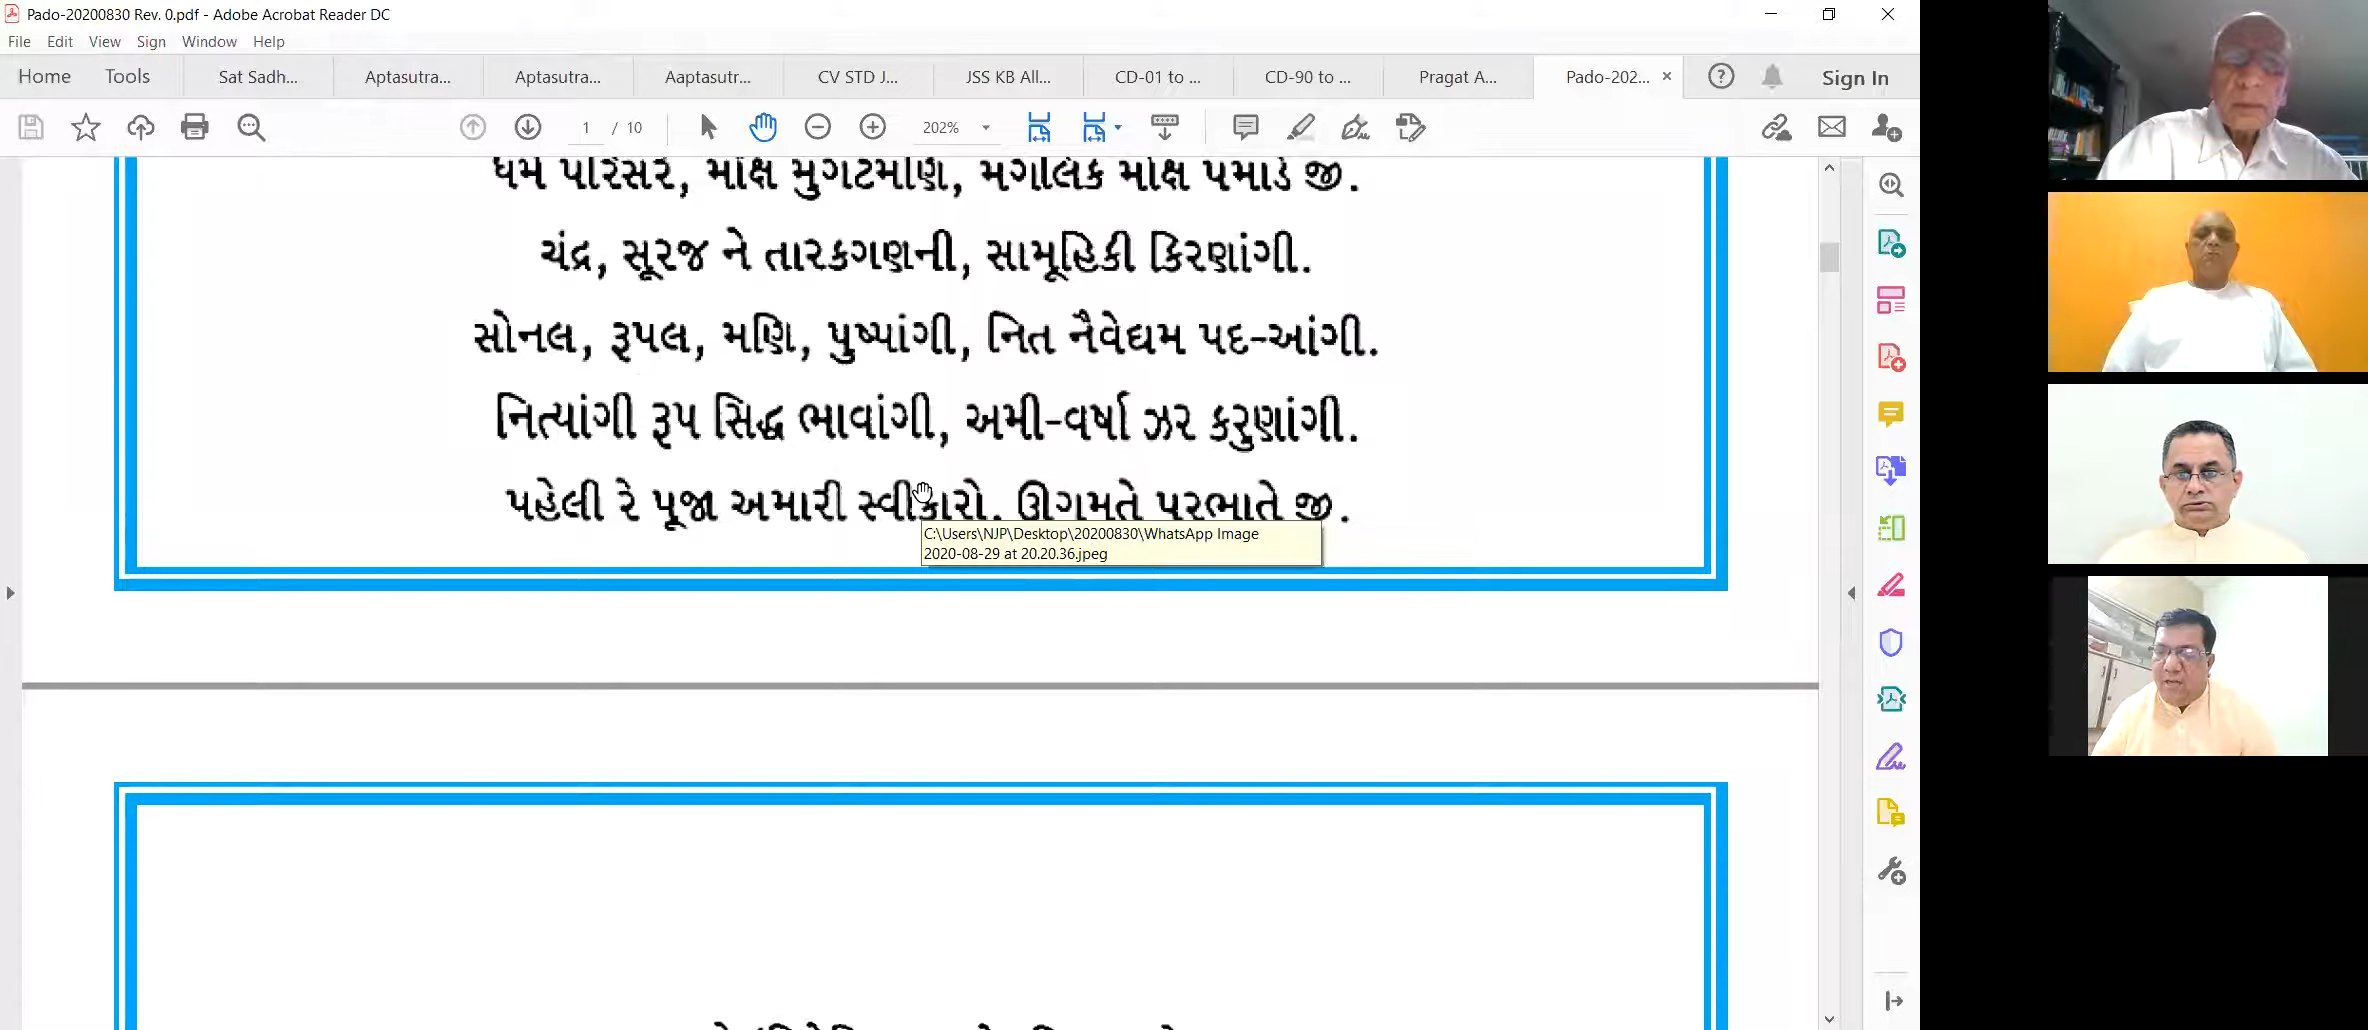 Pado-20200830 Rev. 0.pdf - Adobe Acrobat Reader DC
File Edit View Sign Window Help
Home Tools Sat Sadh... Aptasutra... Aptasutra... Aaptasutr... CV STD J... JSS KB All... CD-01 to ... CD-90 to ... Pragat A... Pado-202... Sign In
1 / 10 202%
ધર્મ પરિસરે, મોક્ષ મુગટમણિ, મંગલિક મોક્ષ પમાડે જી.
ચંદ્ર, સૂરજ ને તારકગણની, સામૂહિકી કિરણાંગી.
સોનલ, રૂપલ, મણિ, પુષ્પાંગી, નિત નૈવેદ્યમ પદ-આંગી.
નિત્યાંગી રૂપ સિદ્ધ ભાવાંગી, અમી-વર્ષા ઝર કરુણાંગી.
પહેલી રે પૂજા અમારી સ્વીકારો, ઊગમતે પરભાતે જી.
C:\Users\NJP\Desktop\20200830\WhatsApp Image
2020-08-29 at 20.20.36.jpeg